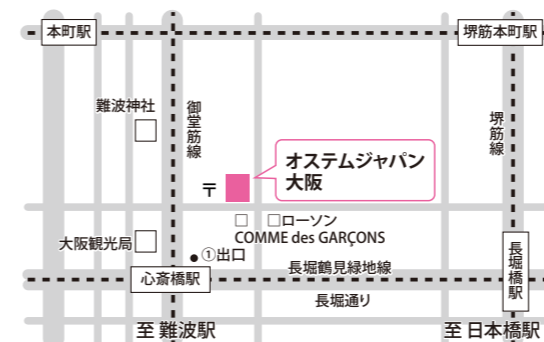 本町駅
堺筋本町駅
難波神社
御堂筋線
堺筋線
オステムジャパン
大阪
〒
□ □ローソン
COMME des GARÇONS
大阪観光局
①出口
心斎橋駅
長堀鶴見緑地線
長堀橋駅
長堀通り
至 難波駅
至 日本橋駅